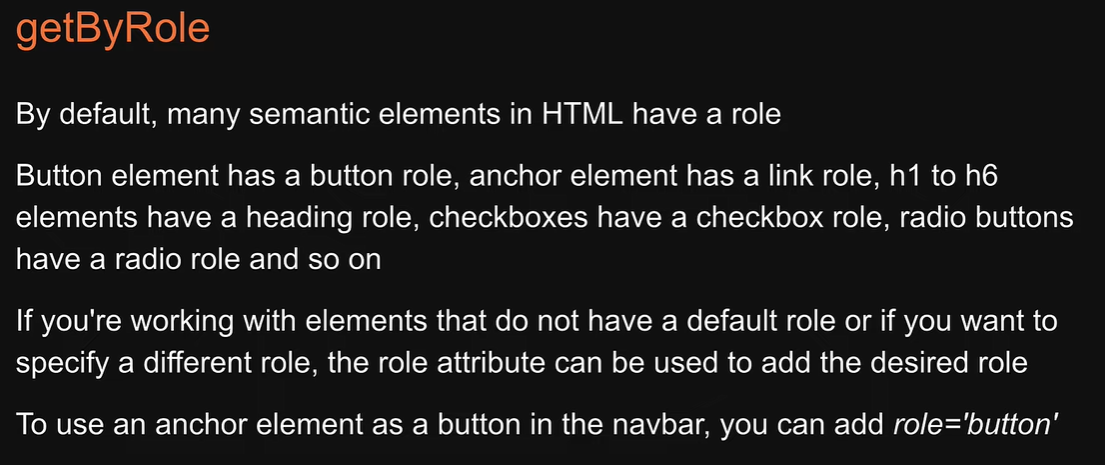 getByRole
By default, many semantic elements in HTML have a role
Button element has a button role, anchor element has a link role, h1 to h6
elements have a heading role, checkboxes have a checkbox role, radio buttons
have a radio role and so on
If you're working with elements that do not have a default role or if you want to
specify a different role, the role attribute can be used to add the desired role
To use an anchor element as a button in the navbar, you can add role='button'